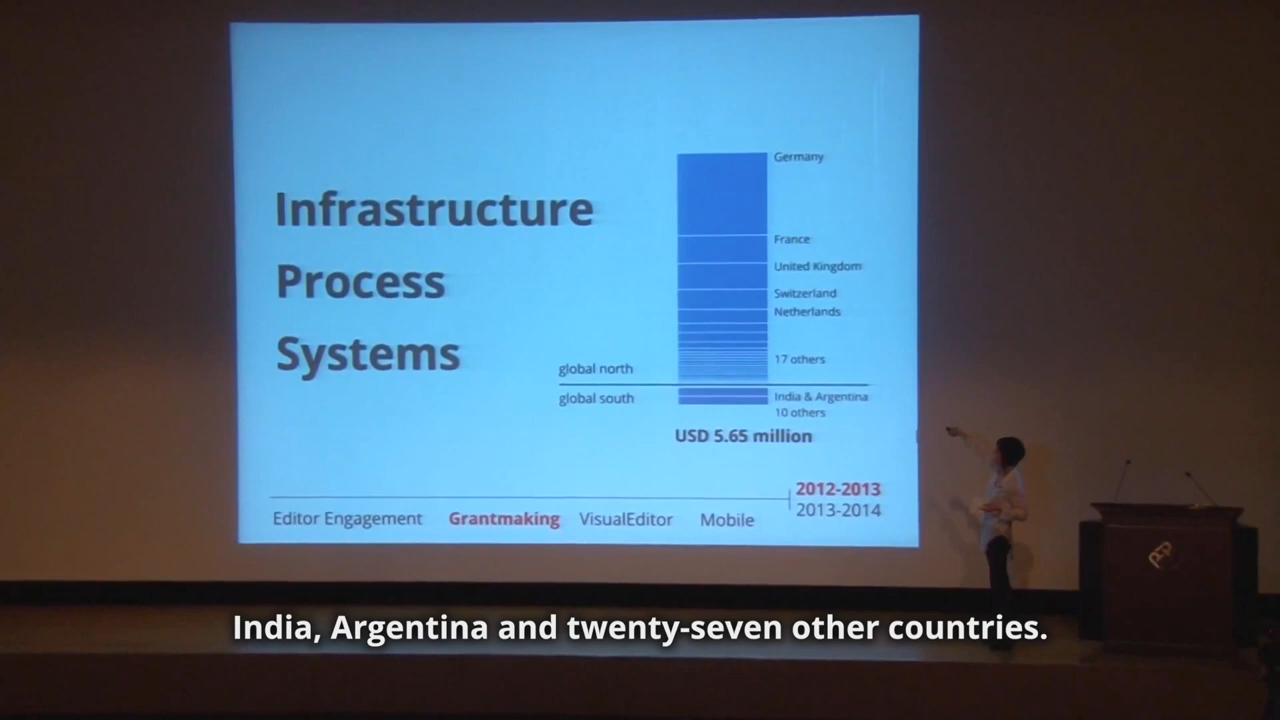 Infrastructure
Process
Systems
Germany
France
United Kingdom
Switzerland
Netherlands
17 others
global north
global south
India & Argentina
10 others
USD 5.65 million
Editor Engagement Grantmaking VisualEditor Mobile
2012-2013
2013-2014
India, Argentina and twenty-seven other countries.